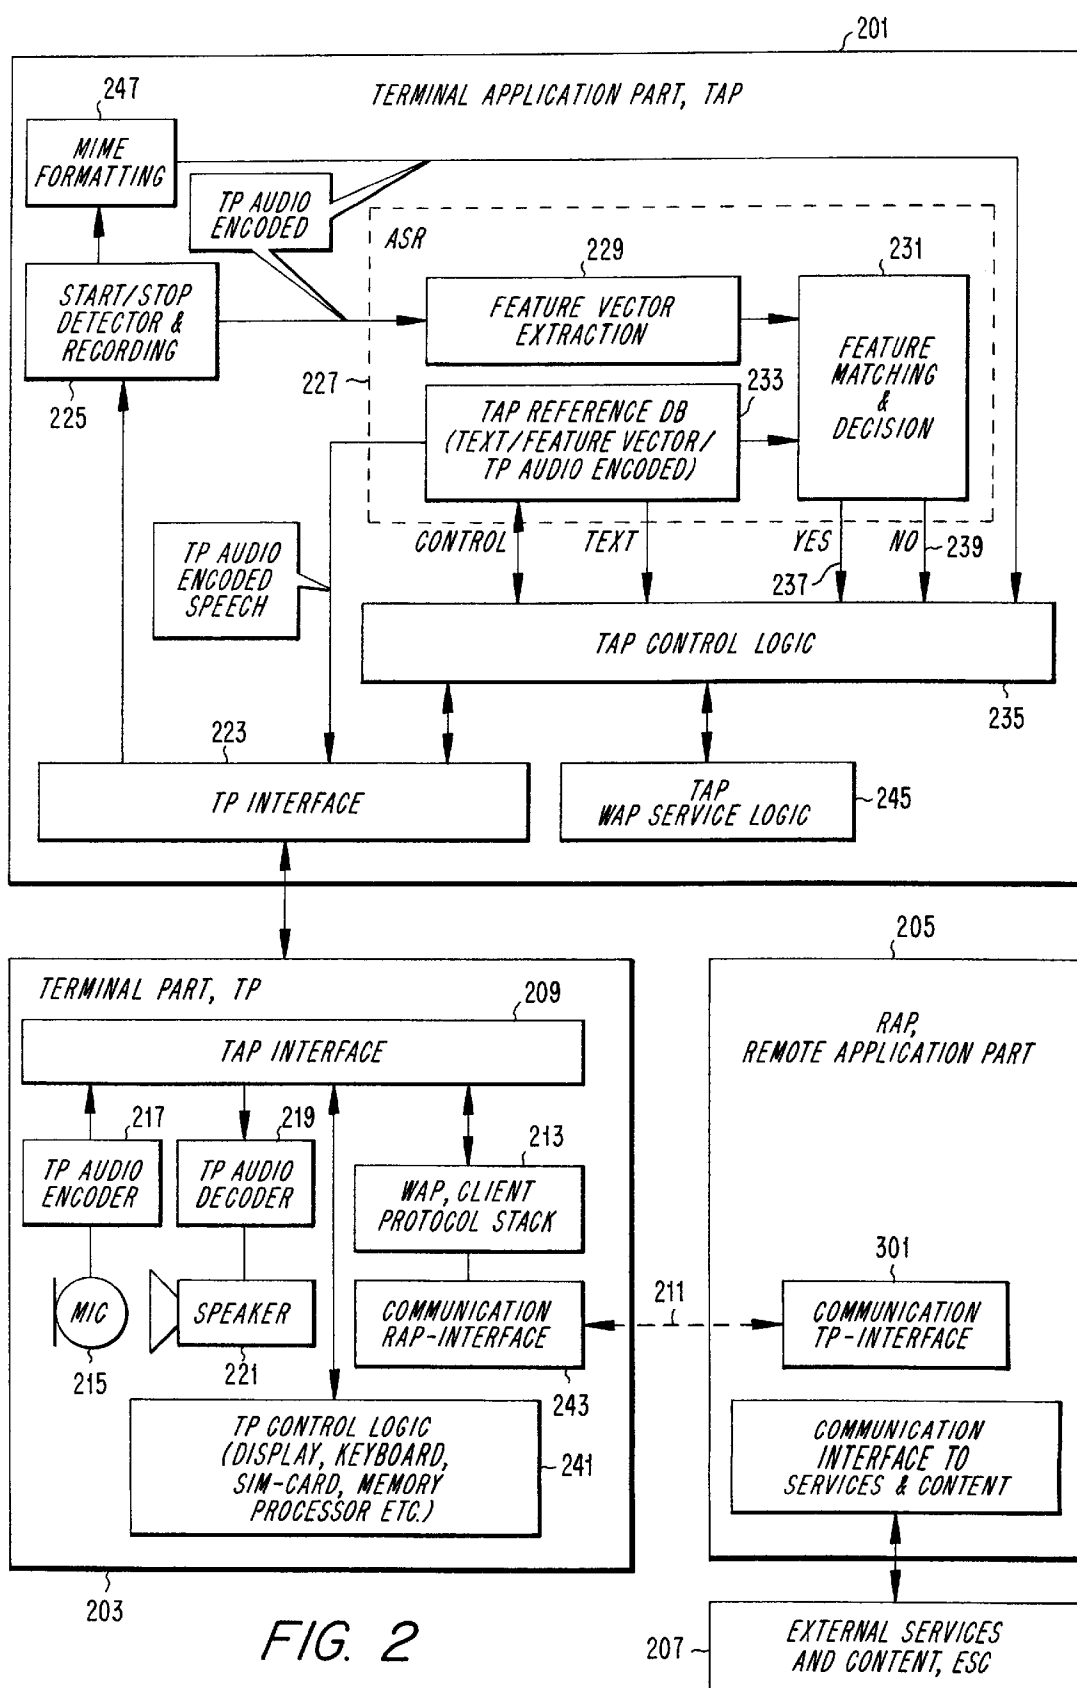 201
TERMINAL APPLICATION PART, TAP
247
MIME
FORMATTING
TP AUDIO
ENCODED
ASR
229
231
START/STOP
DETECTOR &
RECORDING
FEATURE VECTOR
EXTRACTION
FEATURE
MATCHING
&
DECISION
225
227
233
TAP REFERENCE DB
(TEXT/FEATURE VECTOR/
TP AUDIO ENCODED)
TP AUDIO
ENCODED
SPEECH
CONTROL
TEXT
YES
NO
239
237
TAP CONTROL LOGIC
235
223
TP INTERFACE
TAP
WAP SERVICE LOGIC
245
205
TERMINAL PART, TP
209
TAP INTERFACE
RAP,
REMOTE APPLICATION PART
217
219
213
TP AUDIO
ENCODER
TP AUDIO
DECODER
WAP, CLIENT
PROTOCOL STACK
MIC
SPEAKER
COMMUNICATION
RAP-INTERFACE
211
301
COMMUNICATION
TP-INTERFACE
215
221
243
TP CONTROL LOGIC
(DISPLAY, KEYBOARD,
SIM-CARD, MEMORY
PROCESSOR ETC.)
241
COMMUNICATION
INTERFACE TO
SERVICES & CONTENT
203
FIG. 2
207
EXTERNAL SERVICES
AND CONTENT, ESC